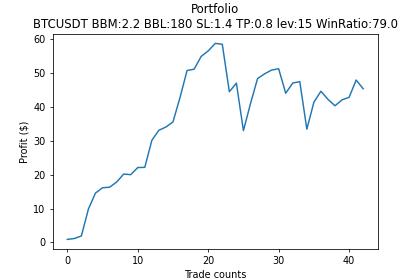 Portfolio
BTCUSDT BBM:2.2 BBL:180 SL:1.4 TP:0.8 lev:15 WinRatio:79.0
60
50
40
30
20
10
0
Profit ($)
0 10 20 30 40
Trade counts